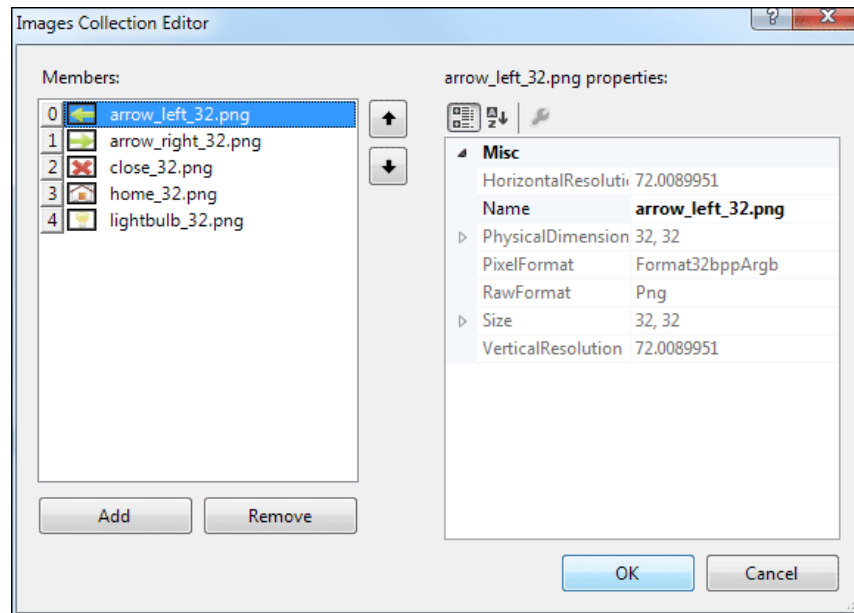 Images Collection Editor
?
X
Members:
0 arrow_left_32.png
1 arrow_right_32.png
2 close_32.png
3 home_32.png
4 lightbulb_32.png
Add
Remove
arrow_left_32.png properties:
A
Z
Misc
HorizontalResoluti 72.0089951
Name arrow_left_32.png
PhysicalDimension 32, 32
PixelFormat Format32bppArgb
RawFormat Png
Size 32, 32
VerticalResolution 72.0089951
OK
Cancel